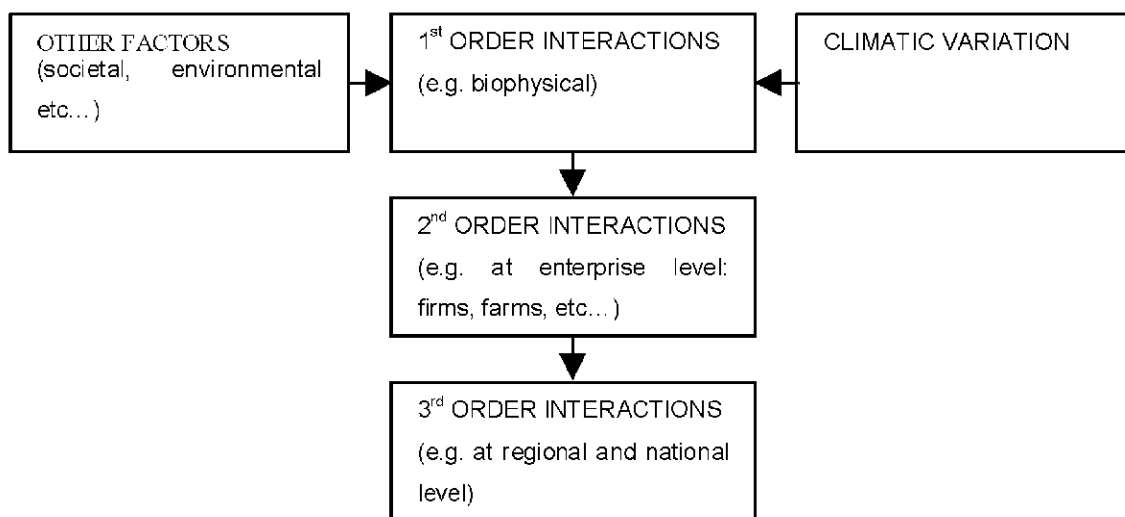 OTHER FACTORS
(societal, environmental
etc…)
1st ORDER INTERACTIONS
(e.g. biophysical)
CLIMATIC VARIATION
2nd ORDER INTERACTIONS
(e.g. at enterprise level:
firms, farms, etc…)
3rd ORDER INTERACTIONS
(e.g. at regional and national
level)